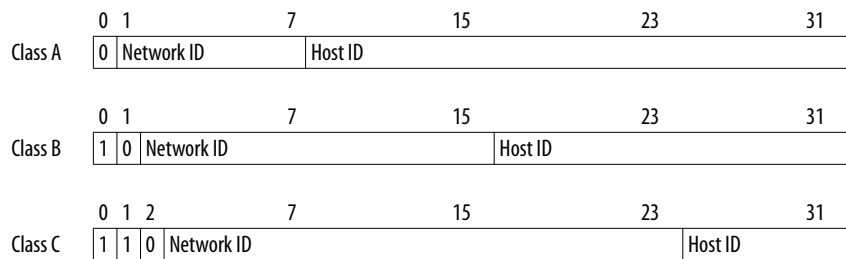 0 1 7 15 23 31
Class A 0 Network ID Host ID
0 1 7 15 23 31
Class B 1 0 Network ID Host ID
0 1 2 7 15 23 31
Class C 1 1 0 Network ID Host ID